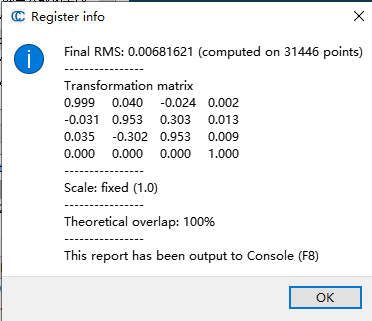 Register info
Final RMS: 0.00681621 (computed on 31446 points)
----------------
Transformation matrix
0.999 0.040 -0.024 0.002
-0.031 0.953 0.303 0.013
0.035 -0.302 0.953 0.009
0.000 0.000 0.000 1.000
----------------
Scale: fixed (1.0)
----------------
Theoretical overlap: 100%
----------------
This report has been output to Console (F8)
OK